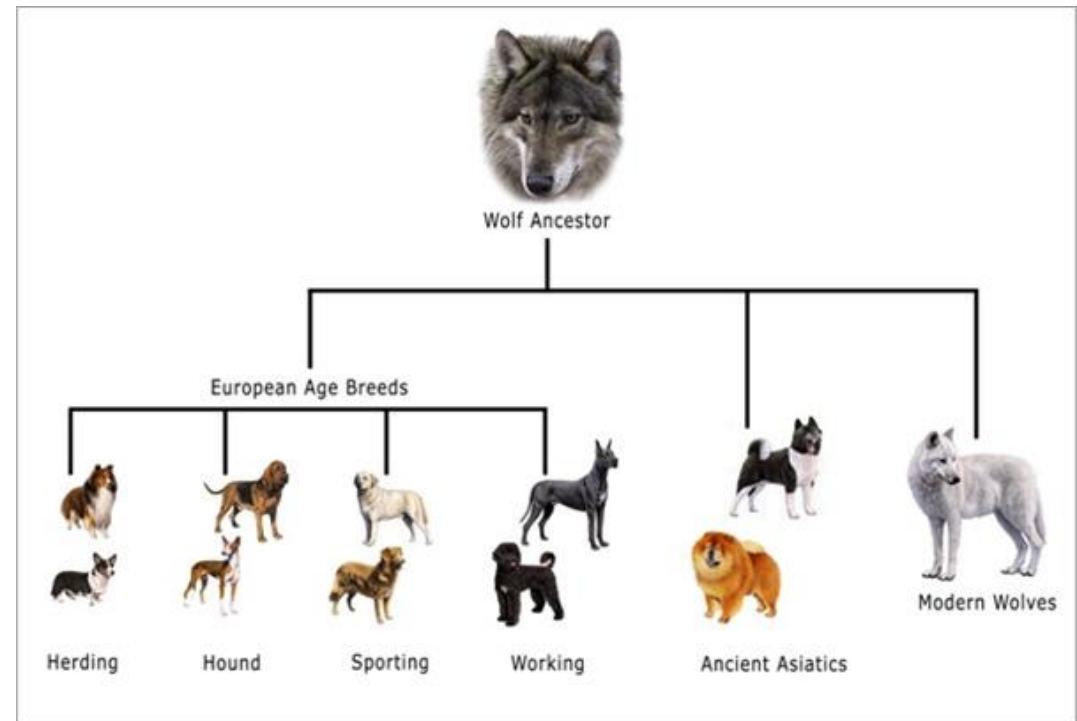 Wolf Ancestor
European Age Breeds
Modern Wolves
Herding
Hound
Sporting
Working
Ancient Asiatics